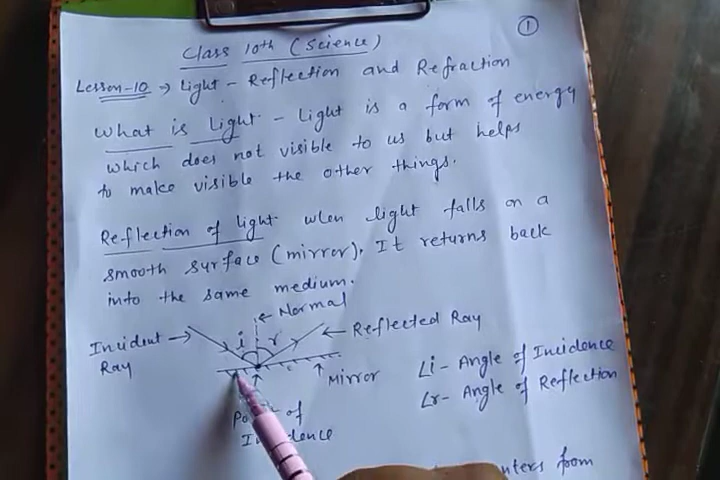 1
Class 10th (Science)
Lesson-10 → Light - Reflection and Refraction
What is Light - Light is a form of energy
which does not visible to us but helps
to make visible the other things.
Reflection of light when light falls on a
smooth surface (mirror). It returns back
into the same medium.
← Normal
Incident →
Ray
i
r
← Reflected Ray
Mirror
∠i - Angle of Incidence
∠r - Angle of Reflection
of
from